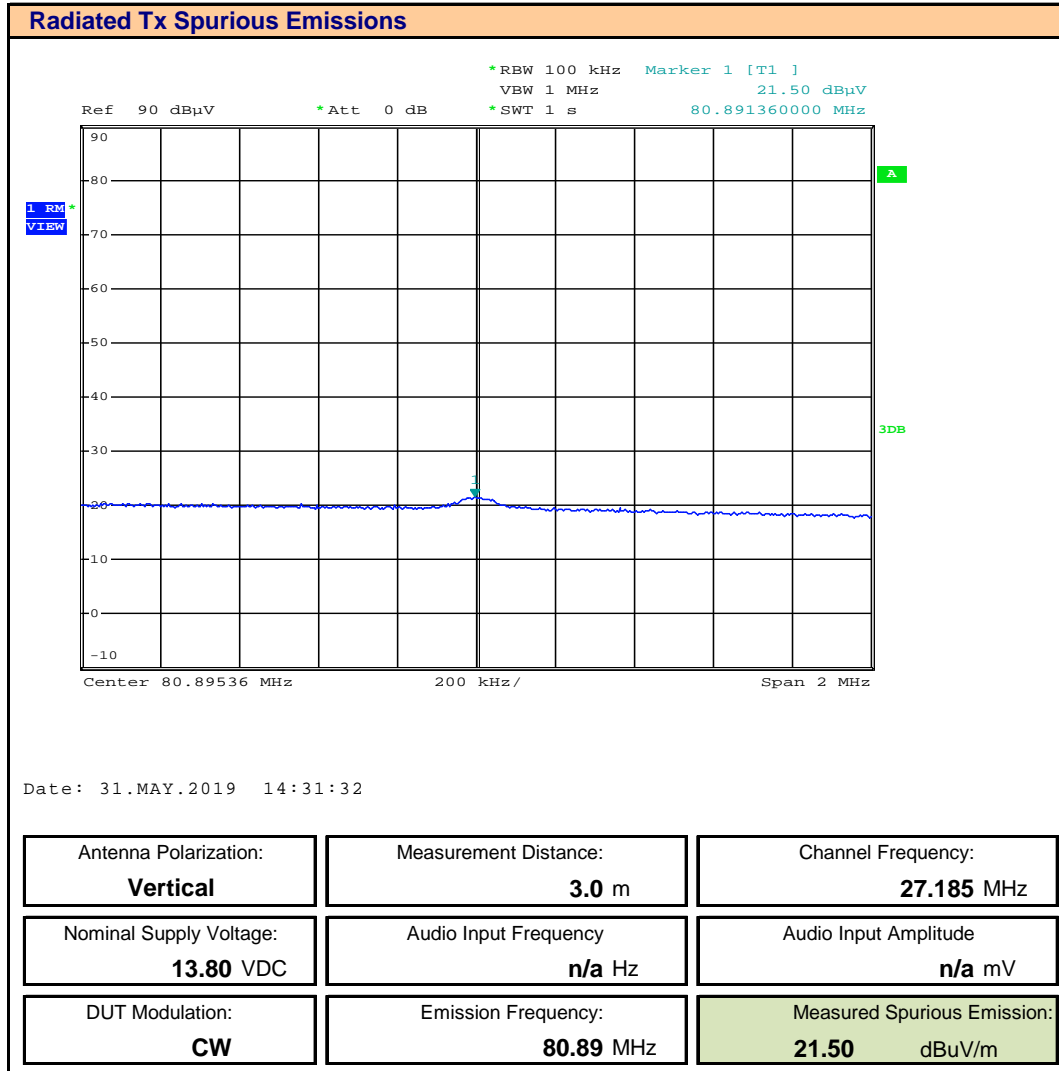 Radiated Tx Spurious Emissions
*RBW 100 kHz Marker 1 [T1 ]
VBW 1 MHz 21.50 dBµV
Ref 90 dBµV *Att 0 dB *SWT 1 s 80.891360000 MHz
90
80
A
1 RM *
VIEW
70
60
50
40
3DB
30
1
20
10
0
-10
Center 80.89536 MHz 200 kHz/ Span 2 MHz
Date: 31.MAY.2019 14:31:32
Antenna Polarization: Measurement Distance: Channel Frequency:
Vertical 3.0 m 27.185 MHz
Nominal Supply Voltage: Audio Input Frequency Audio Input Amplitude
13.80 VDC n/a Hz n/a mV
DUT Modulation: Emission Frequency: Measured Spurious Emission:
CW 80.89 MHz 21.50 dBuV/m